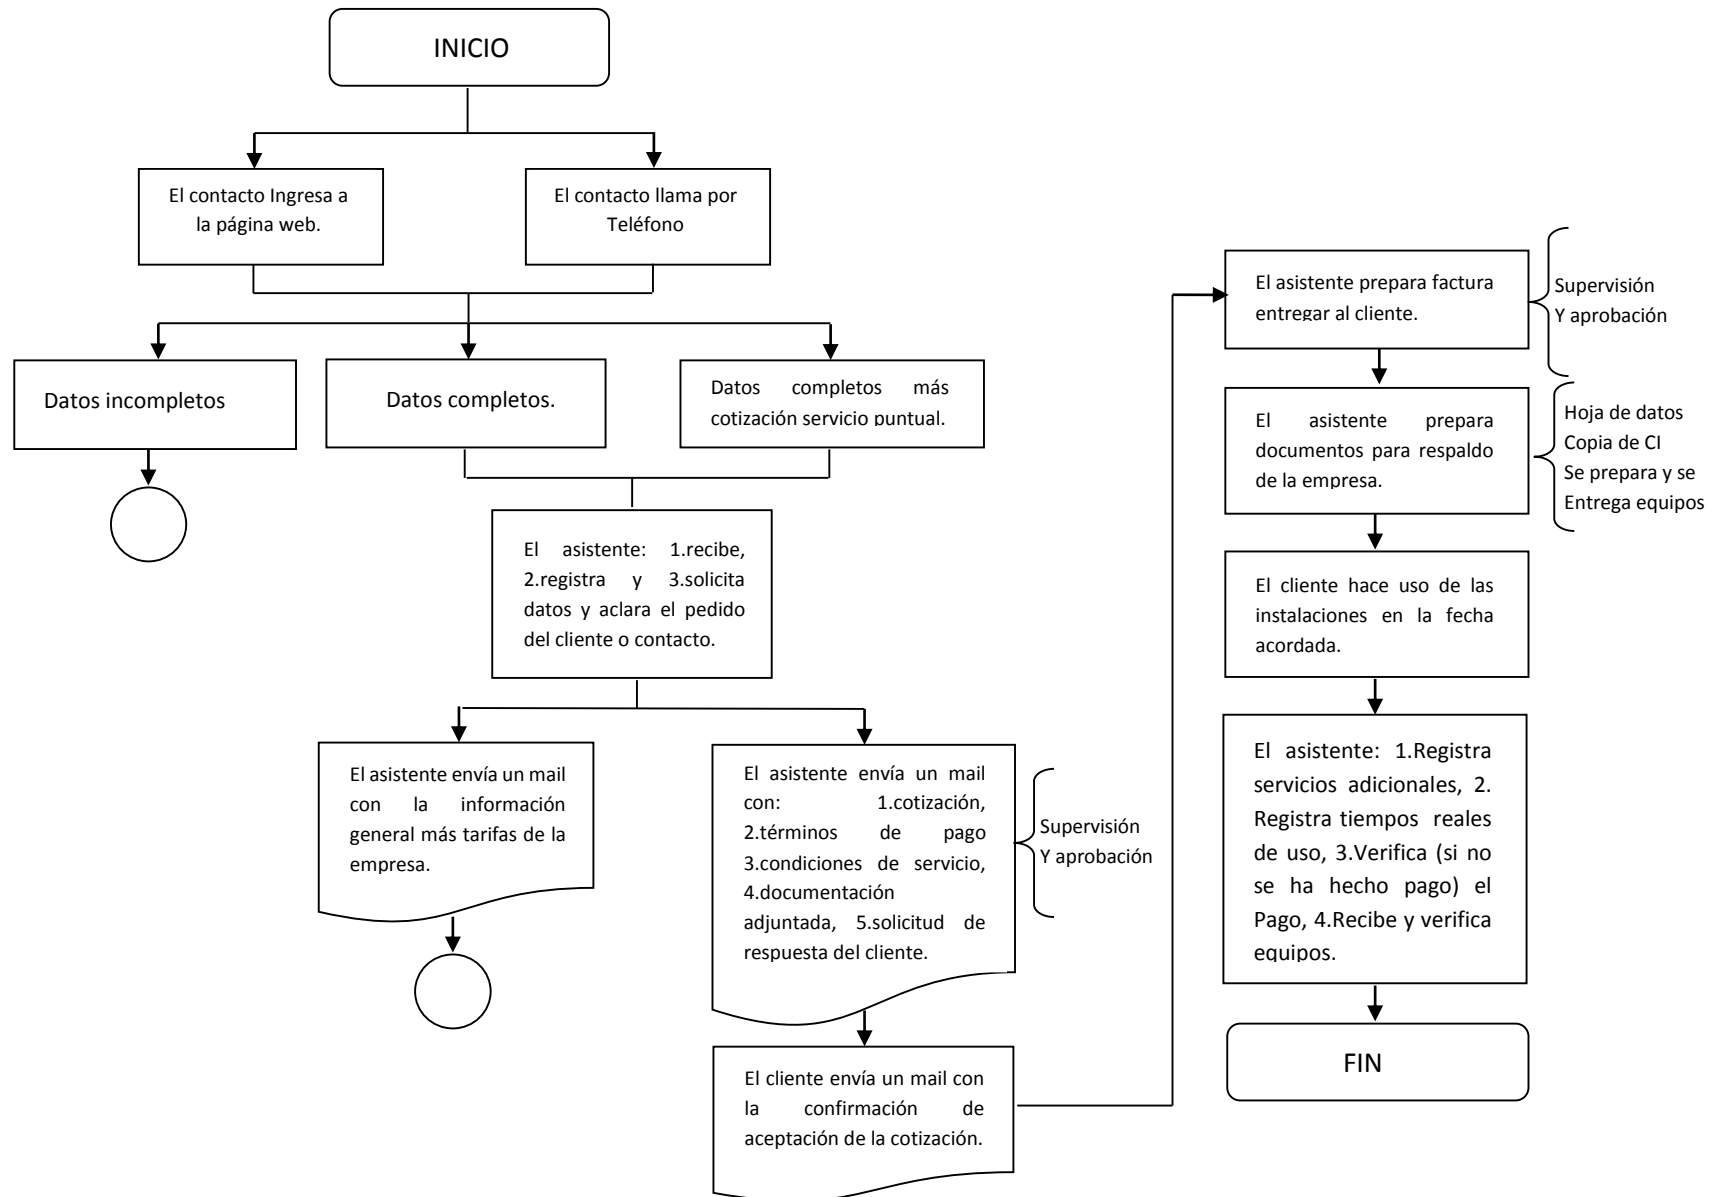 INICIO
El contacto Ingresa a
la página web.
El contacto llama por
Teléfono
Datos incompletos
Datos completos.
Datos completos más
cotización servicio puntual.
El asistente: 1.recibe,
2.registra y 3.solicita
datos y aclara el pedido
del cliente o contacto.
El asistente envía un mail
con la información
general más tarifas de la
empresa.
El asistente envía un mail
con: 1.cotización,
2.términos de pago
3.condiciones de servicio,
4.documentación
adjuntada, 5.solicitud de
respuesta del cliente.
Supervisión
Y aprobación
El cliente envía un mail con
la confirmación de
aceptación de la cotización.
El asistente prepara factura
entregar al cliente.
Supervisión
Y aprobación
El asistente prepara
documentos para respaldo
de la empresa.
Hoja de datos
Copia de CI
Se prepara y se
Entrega equipos
El cliente hace uso de las
instalaciones en la fecha
acordada.
El asistente: 1.Registra
servicios adicionales, 2.
Registra tiempos reales
de uso, 3.Verifica (si no
se ha hecho pago) el
Pago, 4.Recibe y verifica
equipos.
FIN